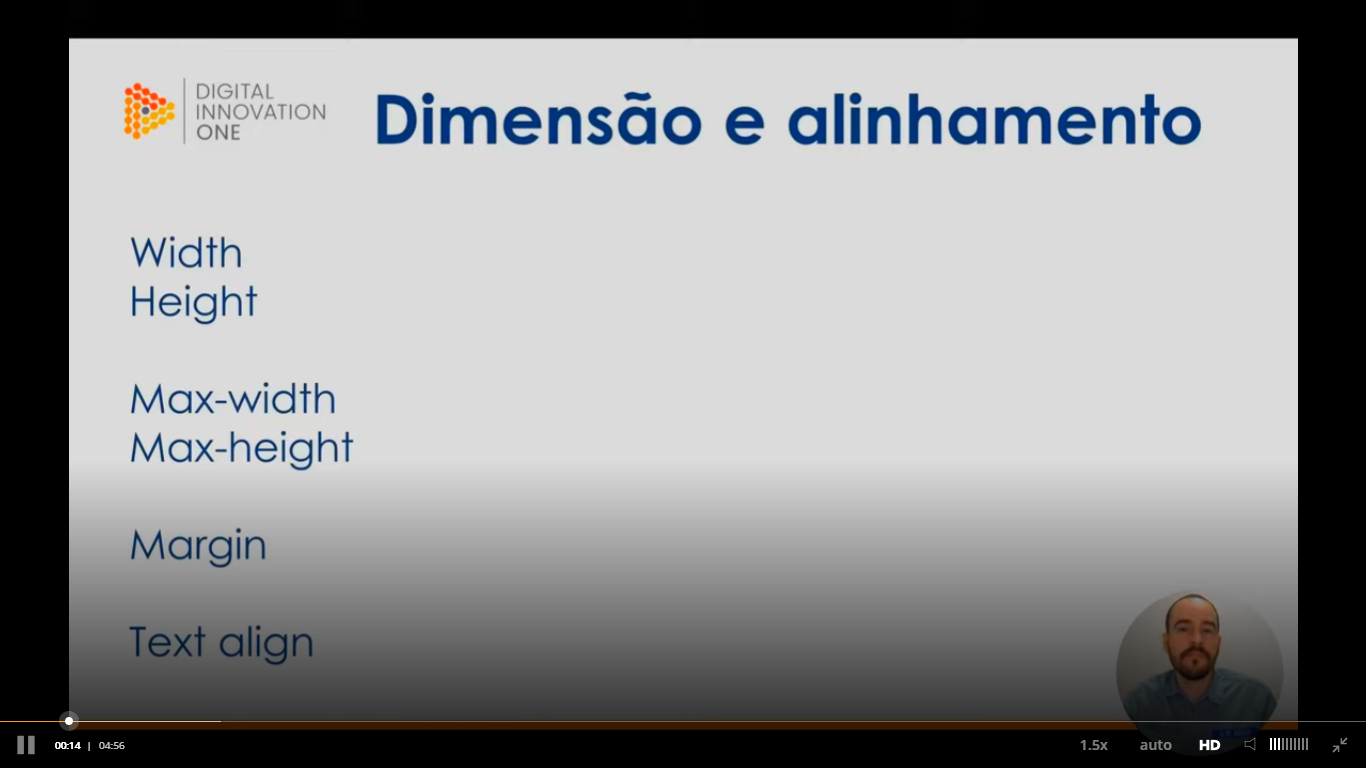 DIGITAL
INNOVATION
ONE
Dimensão e alinhamento
Width
Height
Max-width
Max-height
Margin
Text align
00:14 | 04:56
1.5x
auto
HD